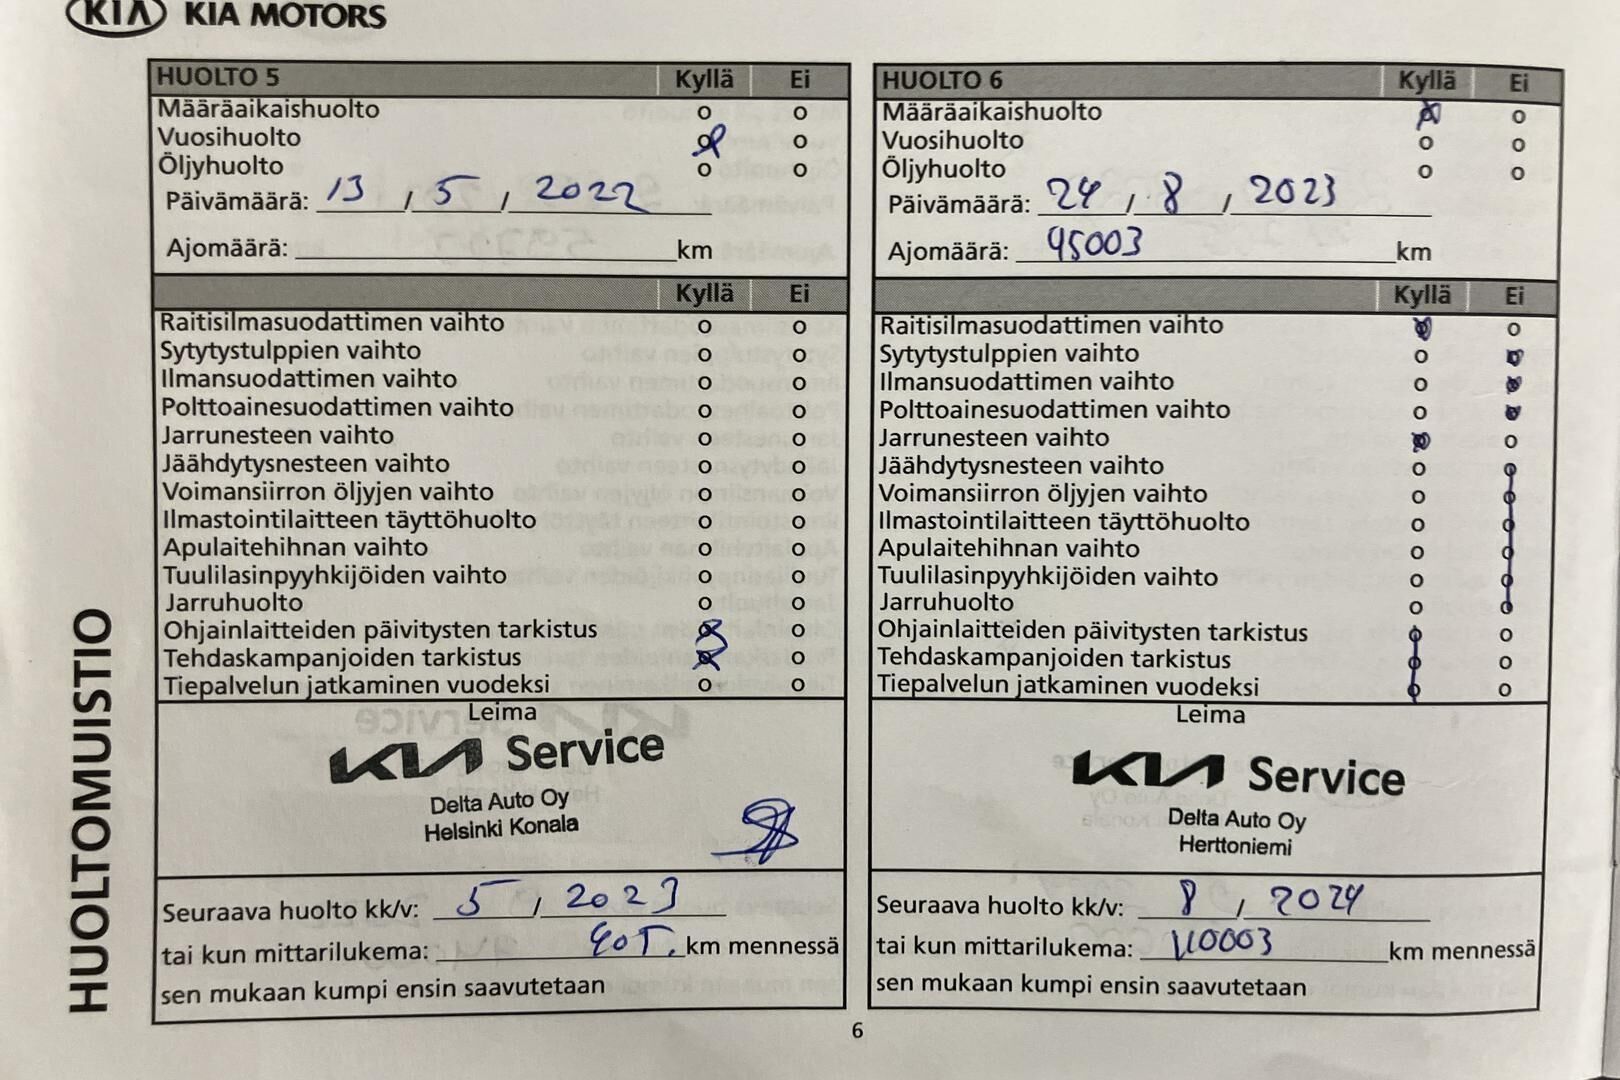 KIA KIA MOTORS
HUOLTO 5 Kyllä Ei
Määräaikaishuolto o o
Vuosihuolto o
Öljyhuolto o o
Päivämäärä: 13 / 5 / 2022
Ajomäärä: km
Kyllä Ei
Raitisilmasuodattimen vaihto o o
Sytytystulppien vaihto o o
Ilmansuodattimen vaihto o o
Polttoainesuodattimen vaihto o o
Jarrunesteen vaihto o o
Jäähdytysnesteen vaihto o o
Voimansiirron öljyjen vaihto o o
Ilmastointilaitteen täyttöhuolto o o
Apulaitehihnan vaihto o o
Tuulilasinpyyhkijöiden vaihto o o
Jarruhuolto o o
Ohjainlaitteiden päivitysten tarkistus o
Tehdaskampanjoiden tarkistus o
Tiepalvelun jatkaminen vuodeksi o o
Leima
KIA Service
Delta Auto Oy
Helsinki Konala
Seuraava huolto kk/v: 5 / 2023
tai kun mittarilukema: 90T. km mennessä
sen mukaan kumpi ensin saavutetaan
HUOLTO 6 Kyllä Ei
Määräaikaishuolto o
Vuosihuolto o o
Öljyhuolto o o
Päivämäärä: 24 / 8 / 2023
Ajomäärä: 95003 km
Kyllä Ei
Raitisilmasuodattimen vaihto o
Sytytystulppien vaihto o
Ilmansuodattimen vaihto o
Polttoainesuodattimen vaihto o
Jarrunesteen vaihto o
Jäähdytysnesteen vaihto o o
Voimansiirron öljyjen vaihto o o
Ilmastointilaitteen täyttöhuolto o o
Apulaitehihnan vaihto o o
Tuulilasinpyyhkijöiden vaihto o o
Jarruhuolto o o
Ohjainlaitteiden päivitysten tarkistus o o
Tehdaskampanjoiden tarkistus o o
Tiepalvelun jatkaminen vuodeksi o o
Leima
KIA Service
Delta Auto Oy
Herttoniemi
Seuraava huolto kk/v: 8 / 2024
tai kun mittarilukema: 110003 km mennessä
sen mukaan kumpi ensin saavutetaan
HUOLTOMUISTIO
6